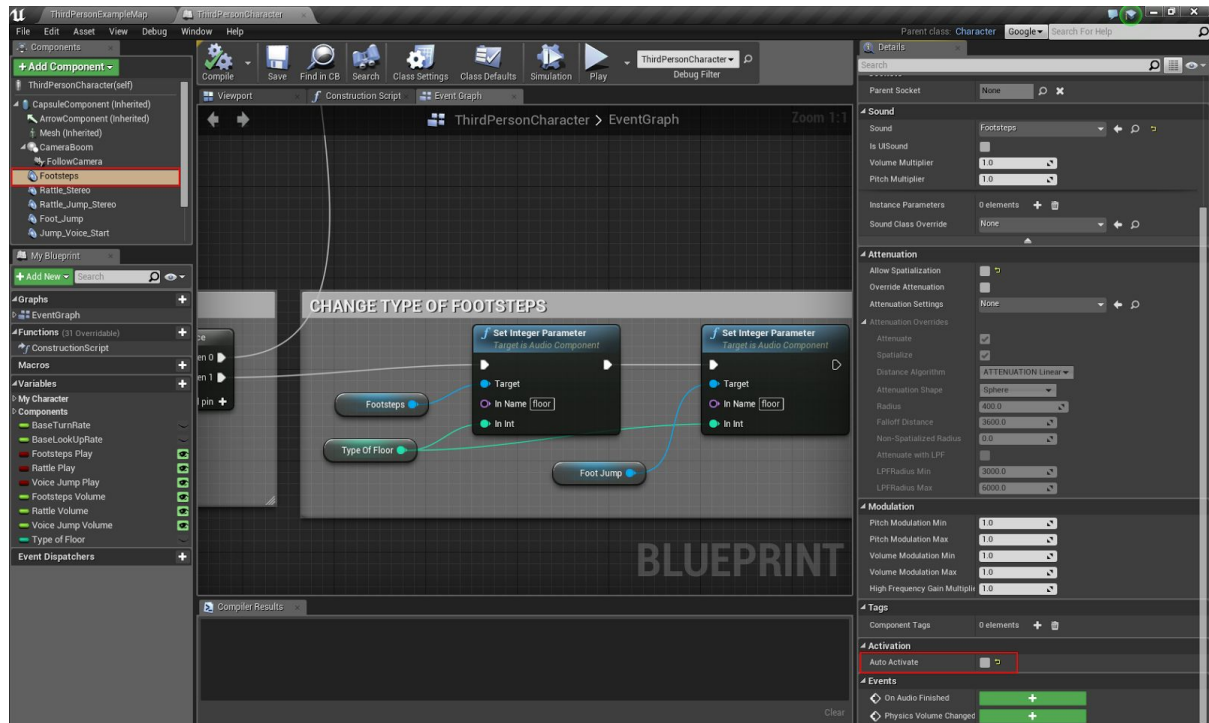 ThirdPersonExampleMap
ThirdPersonCharacter
File Edit Asset View Debug Window Help
Parent class: Character
Google
Search For Help
Components
+Add Component
ThirdPersonCharacter(self)
CapsuleComponent (Inherited)
ArrowComponent (Inherited)
Mesh (Inherited)
CameraBoom
FollowCamera
Footsteps
Rattle_Stereo
Rattle_Jump_Stereo
Foot_Jump
Jump_Voice_Start
My Blueprint
+Add New
Search
Graphs
EventGraph
Functions (31 Overridable)
ConstructionScript
Macros
Variables
My Character
Components
BaseTurnRate
BaseLookUpRate
Footsteps Play
Rattle Play
Voice Jump Play
Footsteps Volume
Rattle Volume
Voice Jump Volume
Type of Floor
Event Dispatchers
Compile
Save
Find in CB
Search
Class Settings
Class Defaults
Simulation
Play
ThirdPersonCharacter
Debug Filter
Viewport
Construction Script
Event Graph
ThirdPersonCharacter > EventGraph
Zoom 1:1
ce
en 0
en 1
l pin +
CHANGE TYPE OF FOOTSTEPS
f Set Integer Parameter
Target is Audio Component
Target
In Name floor
In Int
f Set Integer Parameter
Target is Audio Component
Target
In Name floor
In Int
Footsteps
Type Of Floor
Foot Jump
BLUEPRINT
Compiler Results
Clear
Details
Search
Parent Socket None
Sound
Sound Footsteps
Is UISound
Volume Multiplier 1.0
Pitch Multiplier 1.0
Instance Parameters 0 elements
Sound Class Override None
Attenuation
Allow Spatialization
Override Attenuation
Attenuation Settings None
Attenuation Overrides
Attenuate
Spatialize
Distance Algorithm ATTENUATION Linear
Attenuation Shape Sphere
Radius 400.0
Falloff Distance 3600.0
Non-Spatialized Radius 0.0
Attenuate with LPF
LPFRadius Min 3000.0
LPFRadius Max 6000.0
Modulation
Pitch Modulation Min 1.0
Pitch Modulation Max 1.0
Volume Modulation Min 1.0
Volume Modulation Max 1.0
High Frequency Gain Multiplie 1.0
Tags
Component Tags 0 elements
Activation
Auto Activate
Events
On Audio Finished +
Physics Volume Changed +